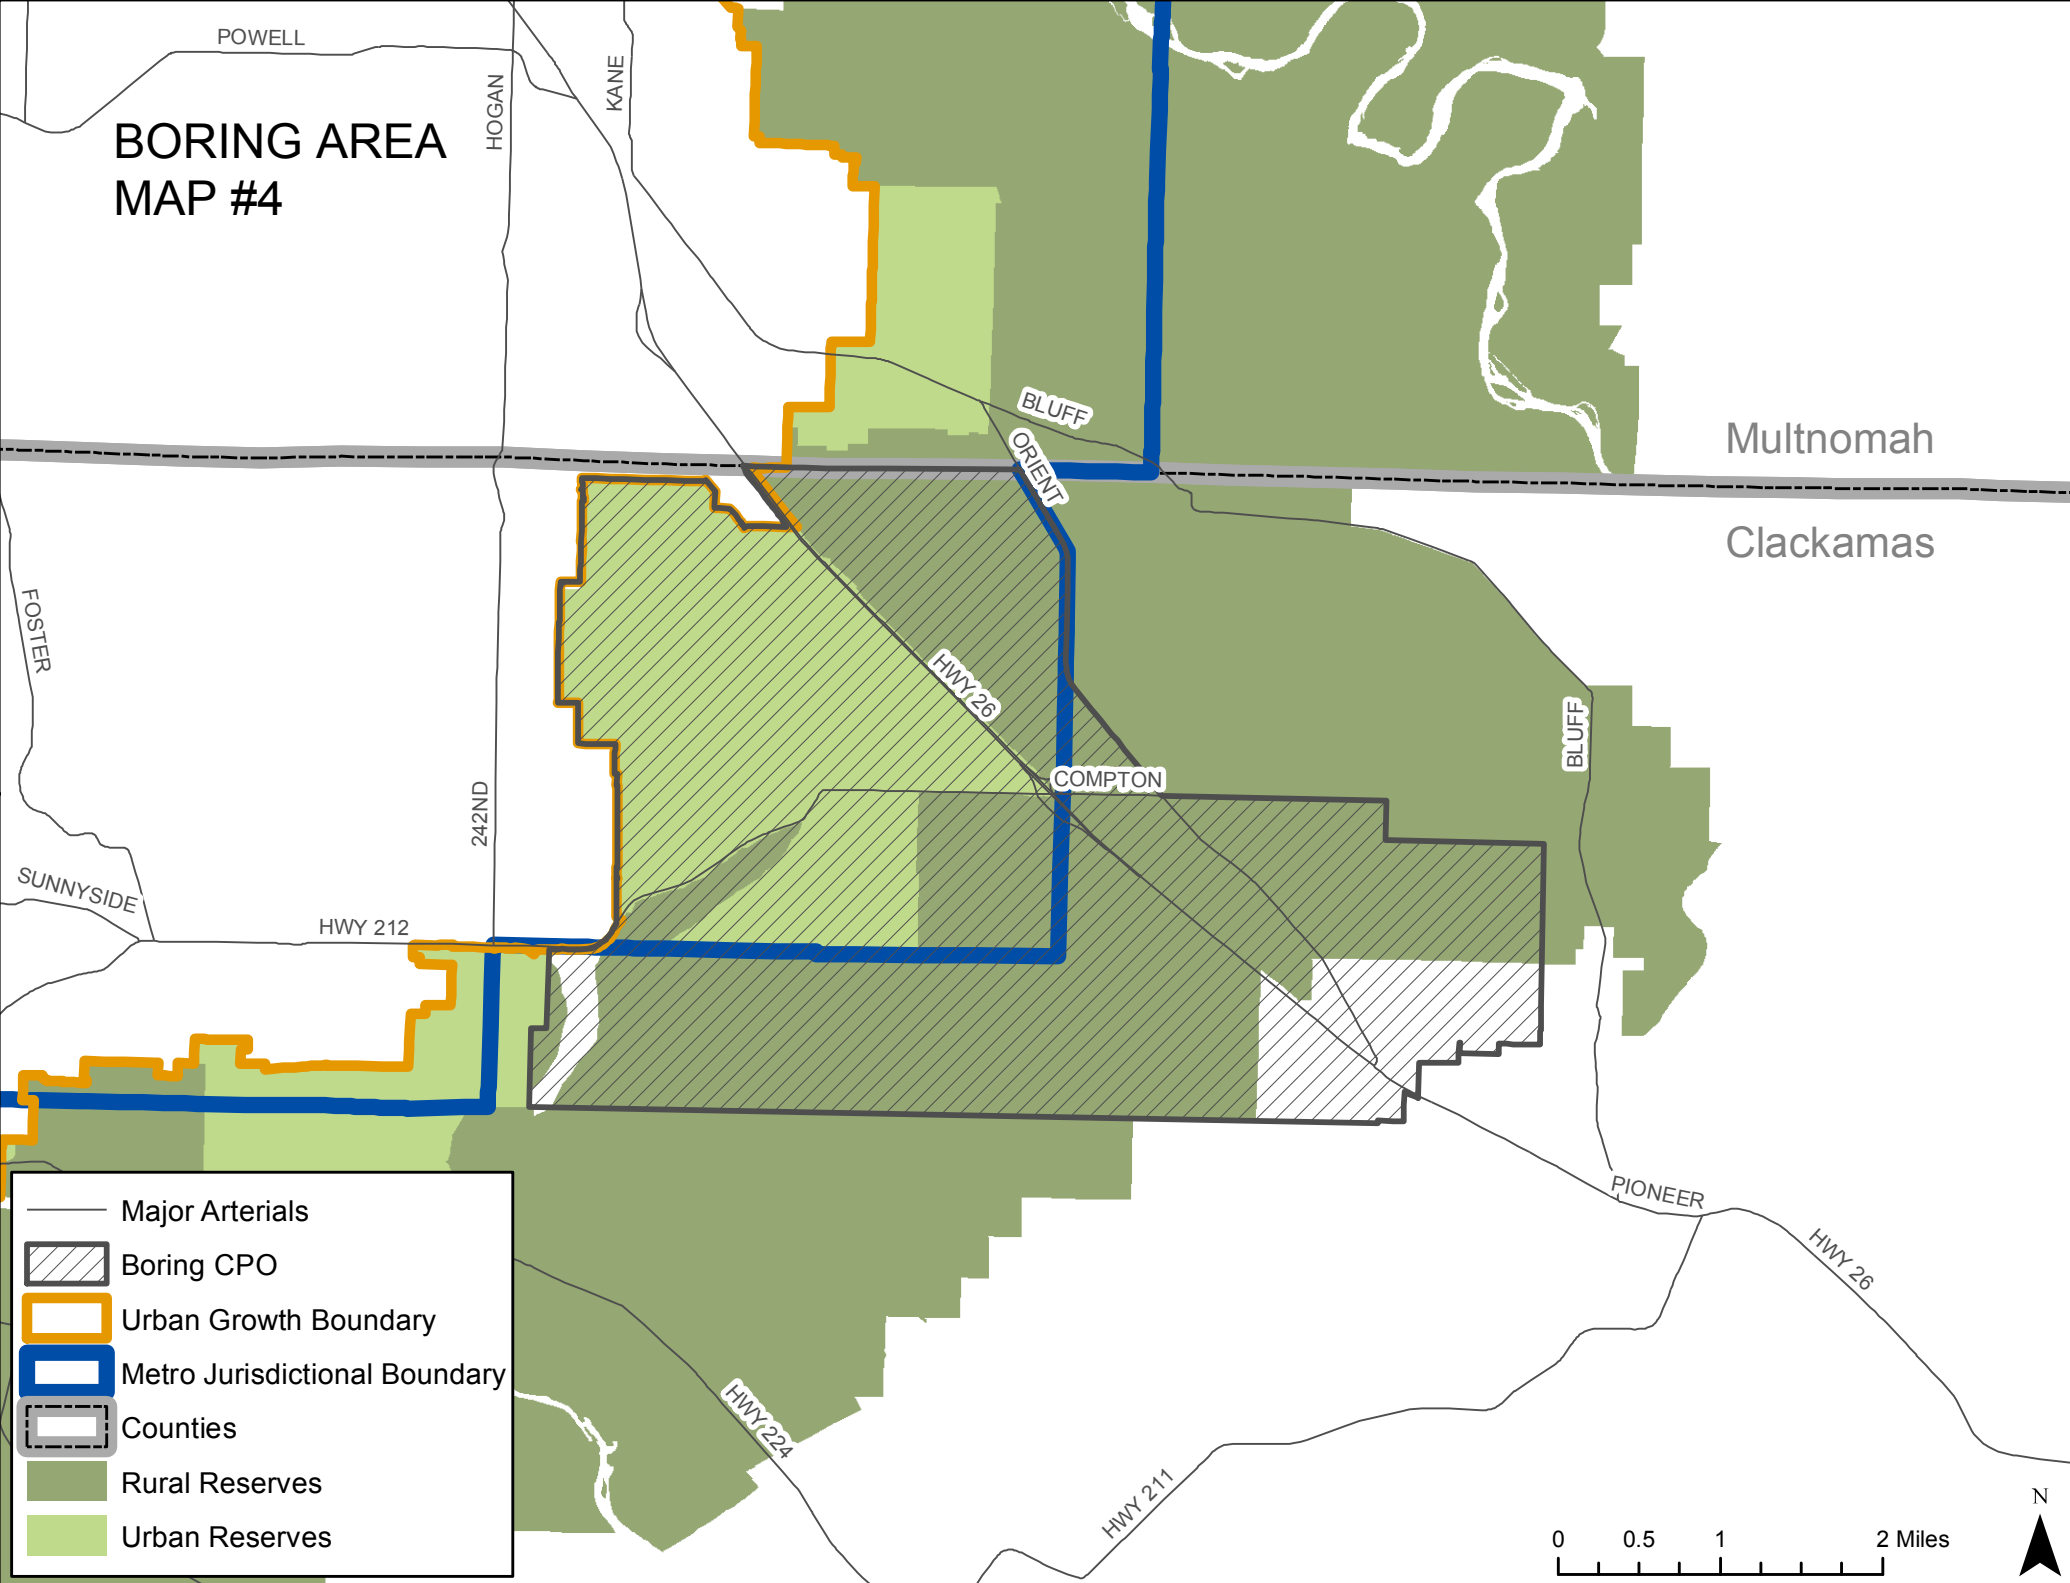 POWELL
HOGAN
KANE
BORING AREA
MAP #4
BLUFF
ORIENT
Multnomah
Clackamas
FOSTER
HWY 26
BLUFF
COMPTON
242ND
SUNNYSIDE
HWY 212
PIONEER
HWY 26
HWY 224
HWY 211
Major Arterials
Boring CPO
Urban Growth Boundary
Metro Jurisdictional Boundary
Counties
Rural Reserves
Urban Reserves
N
0 0.5 1 2 Miles